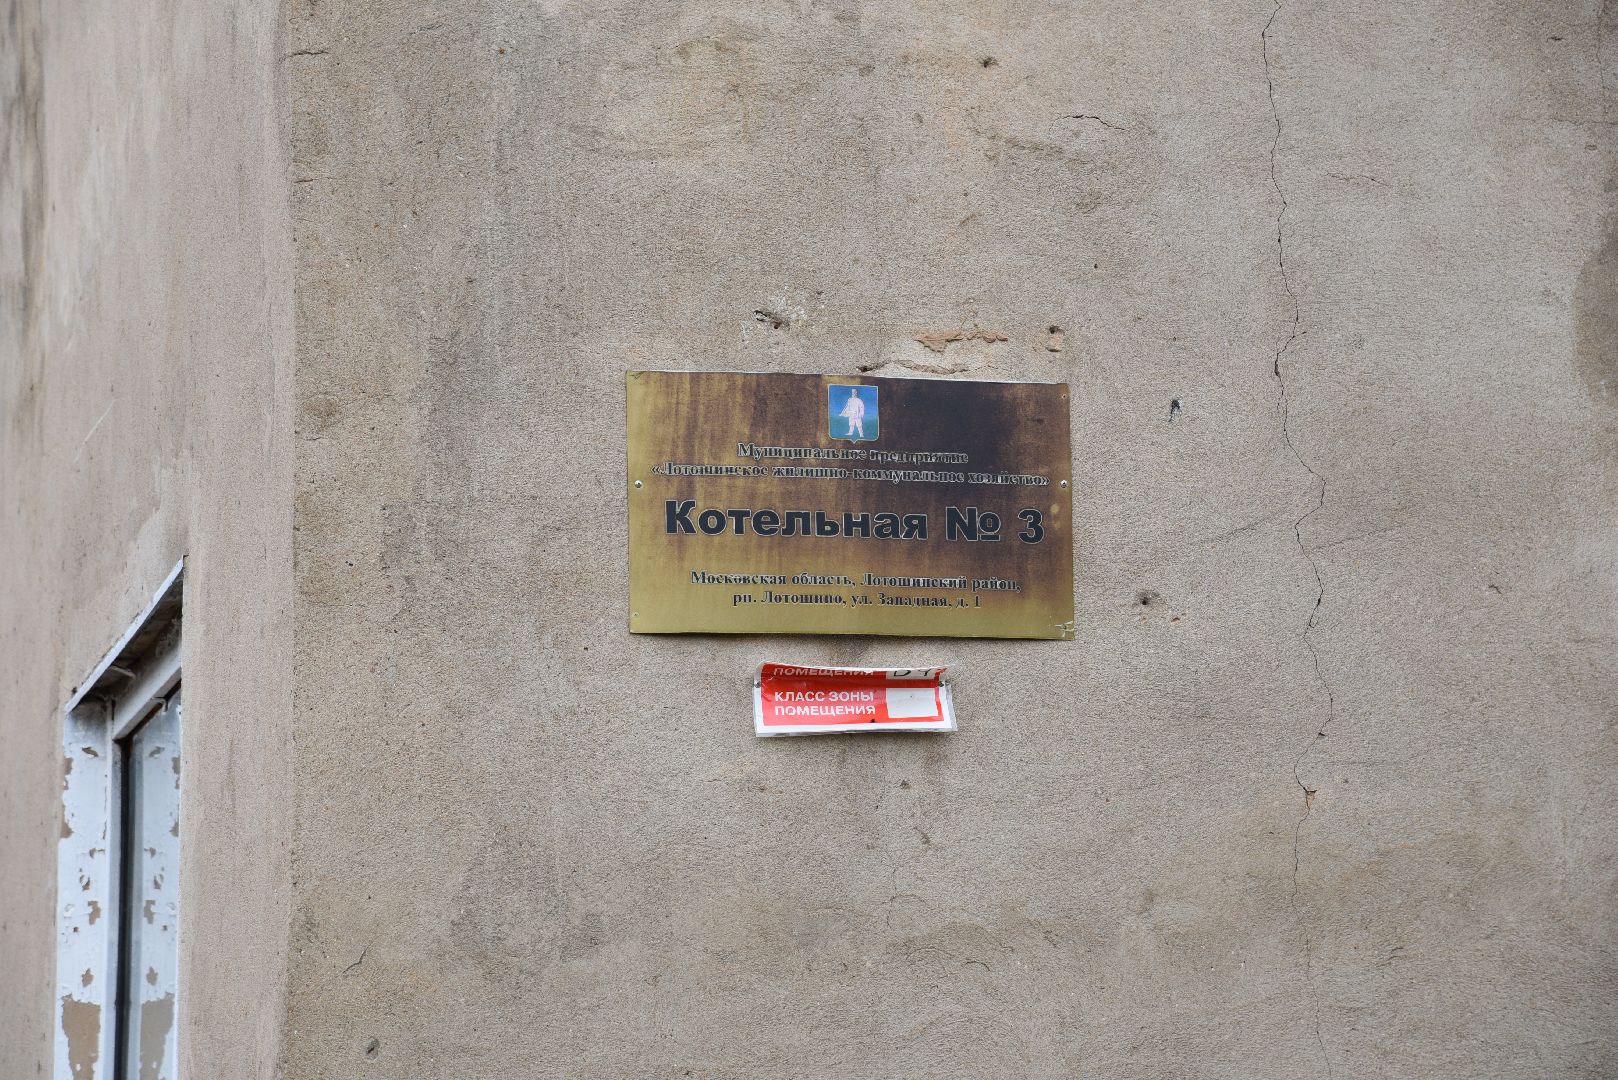 Муниципальное предприятие
«Лотошинское жилищно-коммунальное хозяйство»
Котельная № 3
Московская область, Лотошинский район,
рп. Лотошино, ул. Западная, д. 1
ПОМЕЩЕНИЯ
КЛАСС ЗОНЫ
ПОМЕЩЕНИЯ